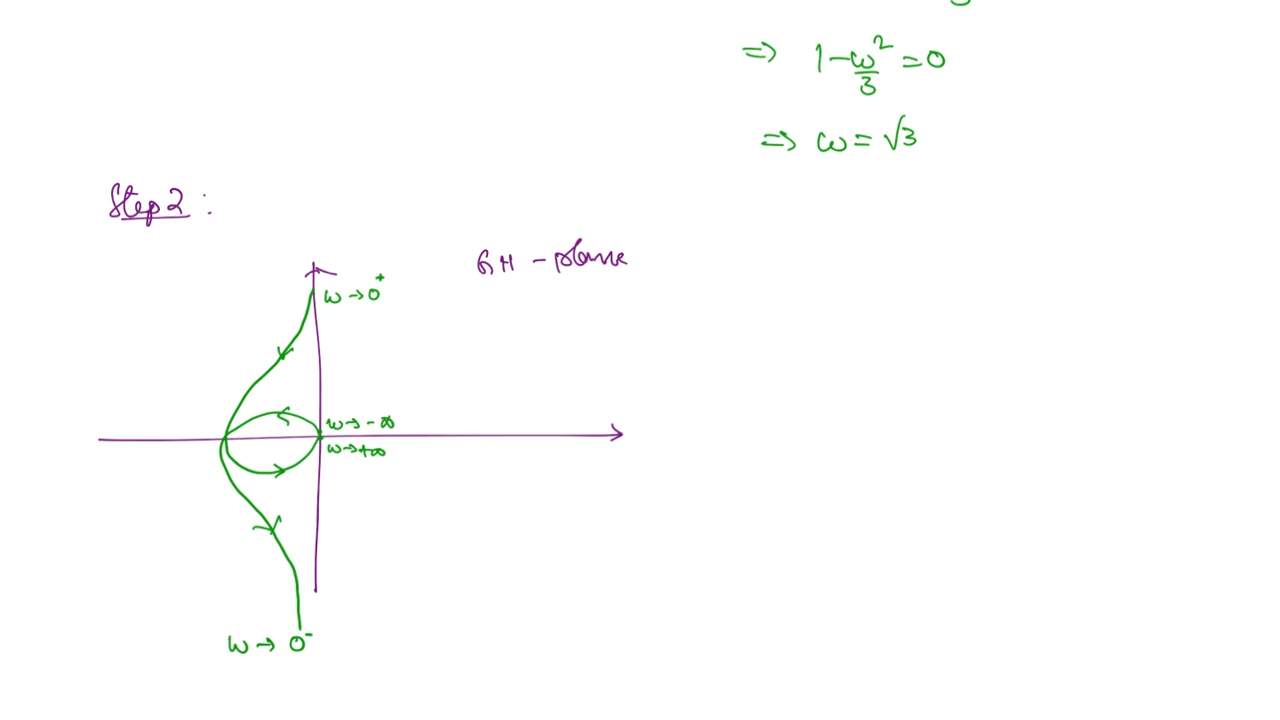 ⇒ 1-ω²/3 = 0
⇒ ω = √3
Step 2 :
GH - plane
ω → 0⁺
ω → -∞
ω → +∞
ω → 0⁻